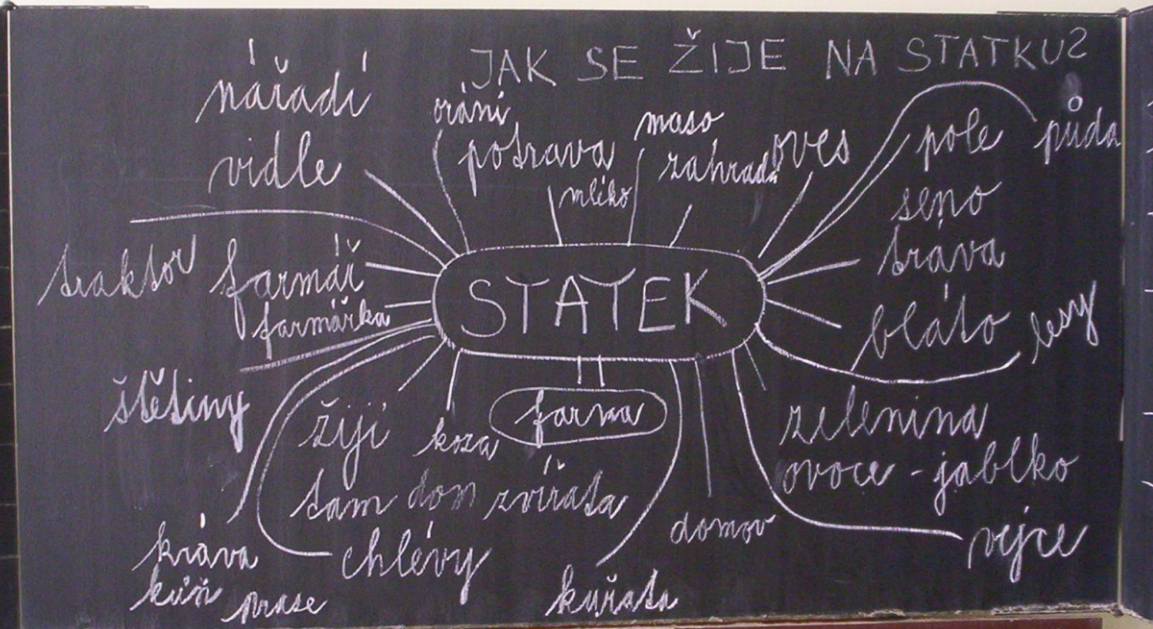 JAK SE ŽIJE NA STATKU?
nářadí
vidle
orání
potrava
mléko
maso
zahrada
oves
pole
půda
seno
tráva
bláto
lesy
traktor
farmář
farmářka
STATEK
štětiny
žijí
tam dom zvířata
koza
farma
zelenina
ovoce - jablko
vejce
domov
kuřata
chlévy
kráva
kůň prase